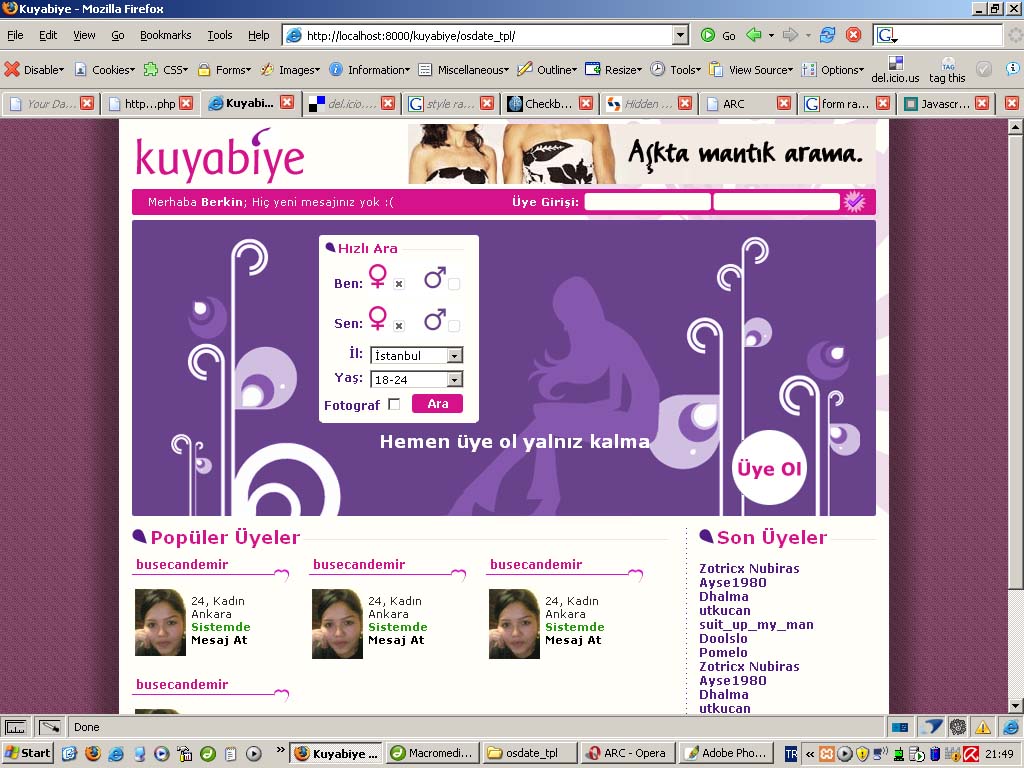 Kuyabiye - Mozilla Firefox
File Edit View Go Bookmarks Tools Help http://localhost:8000/kuyabiye/osdate_tpl/ Go
Disable Cookies CSS Forms Images Information Miscellaneous Outline Resize Tools View Source Options del.icio.us tag this
Your Da... http...php Kuyabi... del.icio.... style ra... Checkb... Hidden ... ARC form ra... Javascr...
kuyabiye
Aşkta mantık arama.
Merhaba Berkin; Hiç yeni mesajınız yok :( Üye Girişi:
Hızlı Ara
Ben:
Sen:
İl: İstanbul
Yaş: 18-24
Fotograf Ara
Hemen üye ol yalnız kalma
Üye Ol
Popüler Üyeler
busecandemir busecandemir busecandemir
24, Kadın 24, Kadın 24, Kadın
Ankara Ankara Ankara
Sistemde Sistemde Sistemde
Mesaj At Mesaj At Mesaj At
busecandemir
Son Üyeler
Zotricx Nubiras
Ayse1980
Dhalma
utkucan
suit_up_my_man
Doolslo
Pomelo
Zotricx Nubiras
Ayse1980
Dhalma
utkucan
Done
Start Kuyabiye ... Macromedi... osdate_tpl ARC - Opera Adobe Pho... TR 21:49